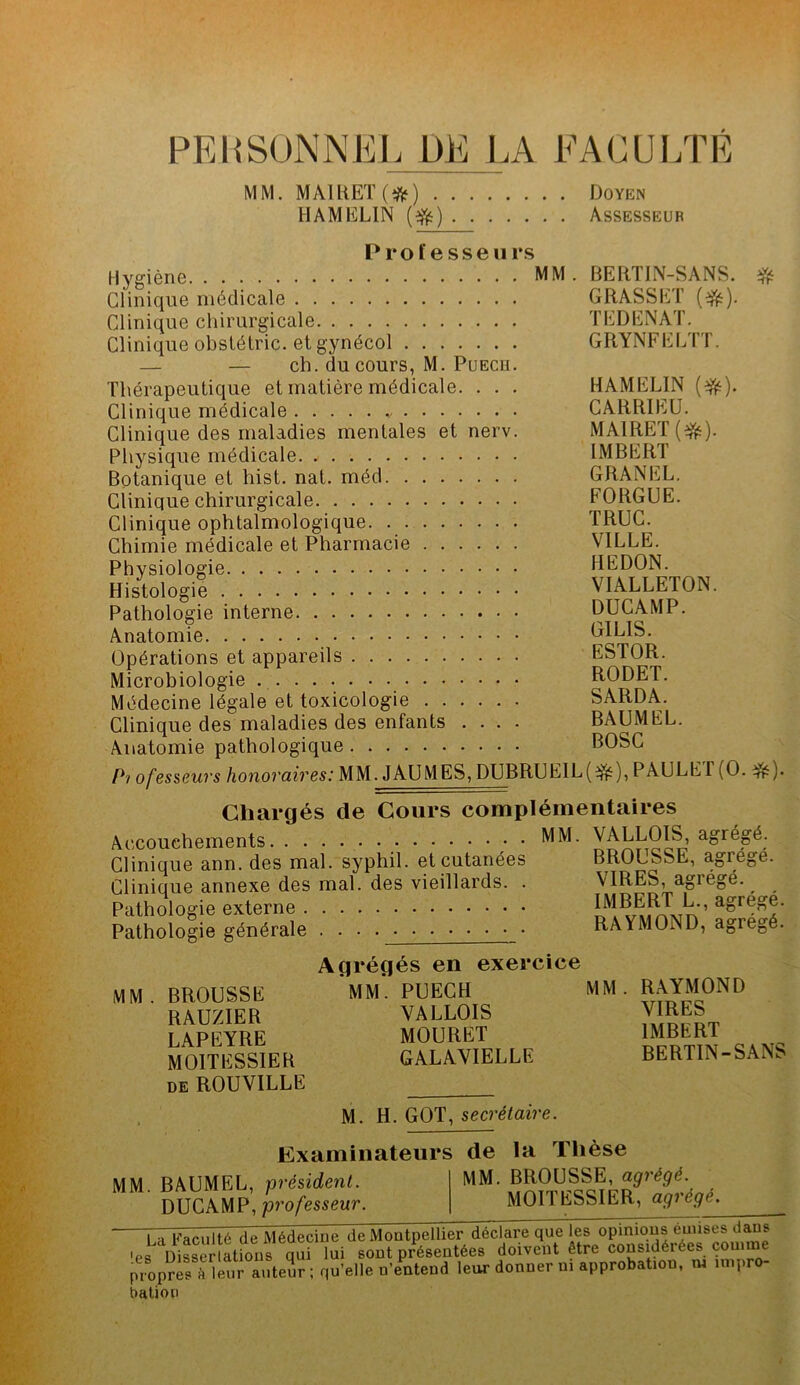 PERSONNEL DE LA FACULTÉ
MM. MAIRET (✻) . . . . . . . . Doyen
HAMELIN (✻) . . . . . . . Assesseur
Professeurs
Hygiène. . . . . . . . . . . . . . . . . . . . MM. BERTIN-SANS. ✻
Clinique médicale . . . . . . . . . . . . . GRASSET (✻).
Clinique chirurgicale. . . . . . . . . . . . TEDENAT.
Clinique obstétric. et gynécol . . . . . . . GRYNFELTT.
— — ch. du cours, M. Puech.
Thérapeutique et matière médicale. . . . HAMELIN (✻).
Clinique médicale . . . . . . . . . . . . . CARRIEU.
Clinique des maladies mentales et nerv. MAIRET (✻).
Physique médicale. . . . . . . . . . . . . IMBERT
Botanique et hist. nat. méd. . . . . . . . GRANEL.
Clinique chirurgicale. . . . . . . . . . . . FORGUE.
Clinique ophtalmologique. . . . . . . . . TRUC.
Chimie médicale et Pharmacie . . . . . . VILLE.
Physiologie. . . . . . . . . . . . . . . . . HEDON.
Histologie . . . . . . . . . . . . . . . . . VIALLETON.
Pathologie interne. . . . . . . . . . . . . DUCAMP.
Anatomie. . . . . . . . . . . . . . . . . . GILIS.
Opérations et appareils . . . . . . . . . . ESTOR.
Microbiologie . . . . . . . . . . . . . . . RODET.
Médecine légale et toxicologie . . . . . . SARDA.
Clinique des maladies des enfants . . . . BAUMEL.
Anatomie pathologique . . . . . . . . . . BOSC
Professeurs honoraires: MM. JAUMES, DUBRUEIL (✻), PAULET (O. ✻).
Chargés de Cours complémentaires
Accouchements. . . . . . . . . . . . . . . MM. VALLOIS, agrégé.
Clinique ann. des mal. syphil. et cutanées BROUSSE, agrégé.
Clinique annexe des mal. des vieillards. . VIRES, agrégé.
Pathologie externe . . . . . . . . . . . . . IMBERT L., agrégé.
Pathologie générale . . . . . . . . . . . . RAYMOND, agrégé.
Agrégés en exercice
MM. BROUSSE MM. PUECH MM. RAYMOND
RAUZIER VALLOIS VIRES
LAPEYRE MOURET IMBERT
MOITESSIER GALAVIELLE BERTIN-SANS
DE ROUVILLE
M. H. GOT, secrétaire.
Examinateurs de la Thèse
MM. BAUMEL, président. MM. BROUSSE, agrégé.
DUCAMP, professeur. MOITESSIER, agrégé.
La Faculté de Médecine de Montpellier déclare que les opinions émises dans
les Dissertations qui lui sont présentées doivent être considérées comme
propres à leur auteur ; qu'elle n'entend leur donner ni approbation, ni impro-
bation